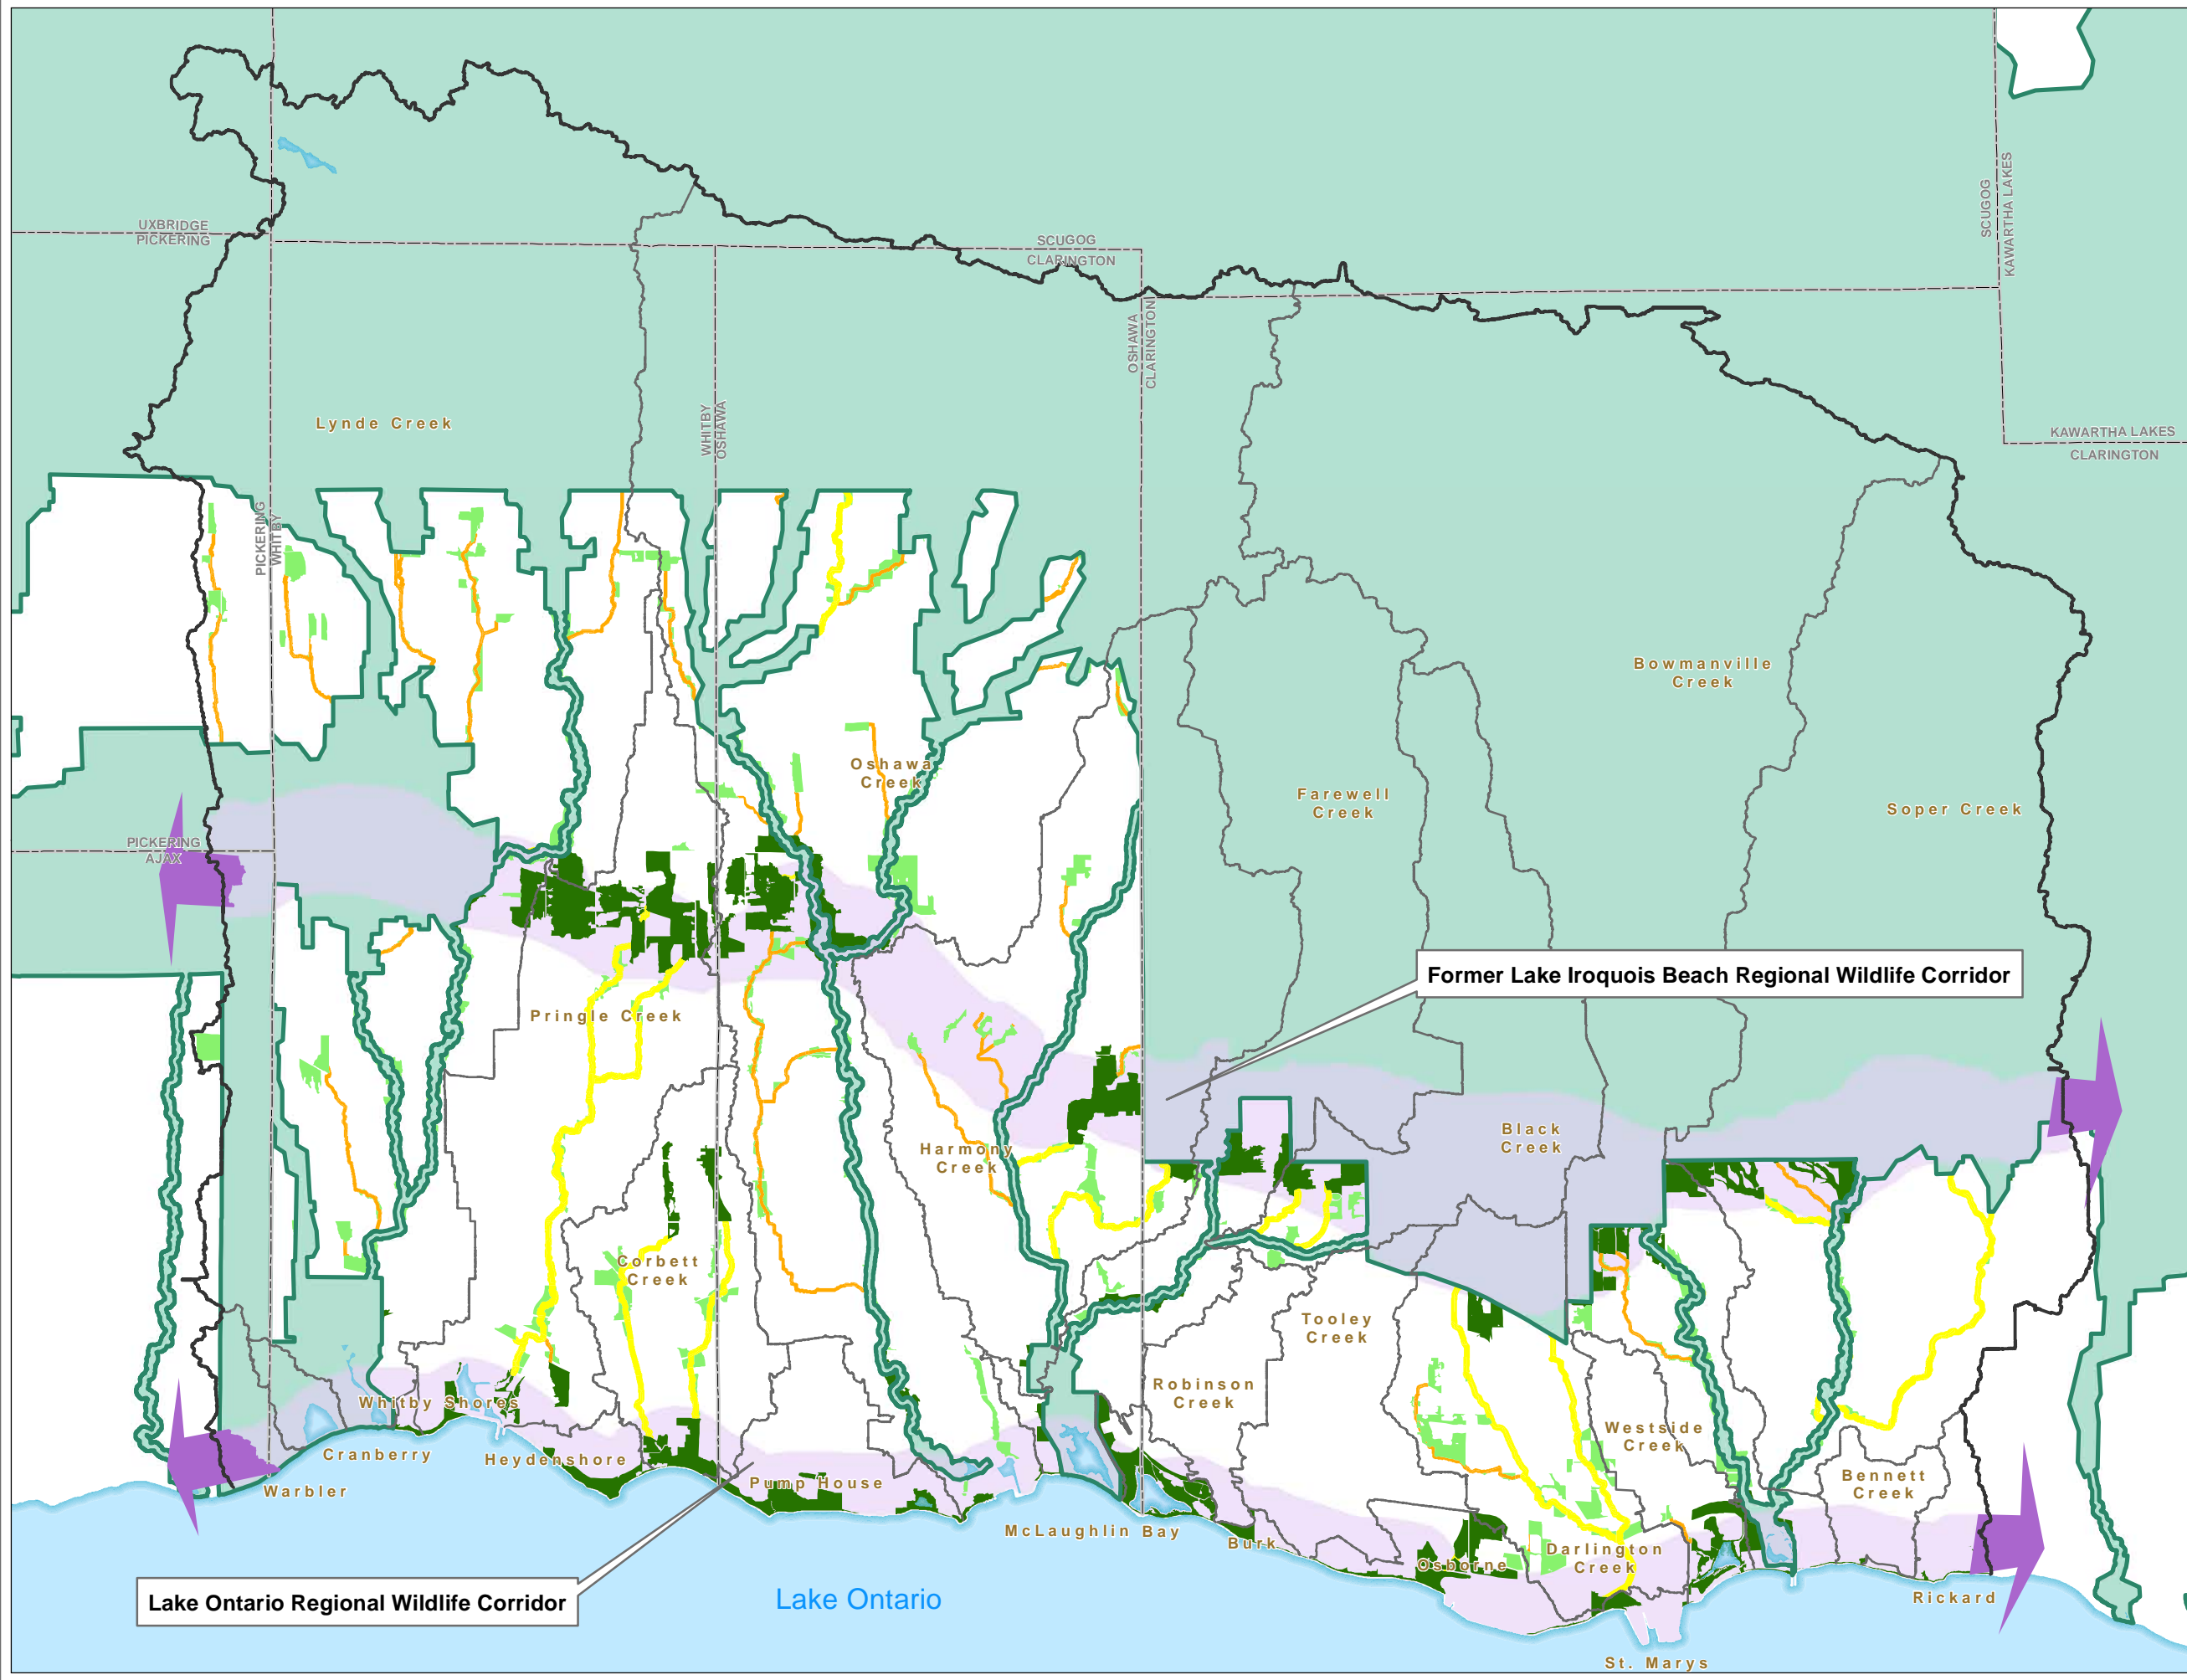 UXBRIDGE
PICKERING
SCUGOG
CLARINGTON
SCUGOG
KAWARTHA LAKES
OSHAWA
CLARINGTON
Lynde Creek
WHITBY
OSHAWA
KAWARTHA LAKES
CLARINGTON
PICKERING
WHITBY
Bowmanville
Creek
Oshawa
Creek
Farewell
Creek
Soper Creek
PICKERING
AJAX
Former Lake Iroquois Beach Regional Wildlife Corridor
Pringle Creek
Black
Creek
Harmony
Creek
Corbett
Creek
Tooley
Creek
Robinson
Creek
Whitby Shores
Westside
Creek
Cranberry
Heydenshore
Pump House
Bennett
Creek
Warbler
McLaughlin Bay
Burk
Osborne
Darlington
Creek
Lake Ontario Regional Wildlife Corridor
Lake Ontario
Rickard
St. Marys